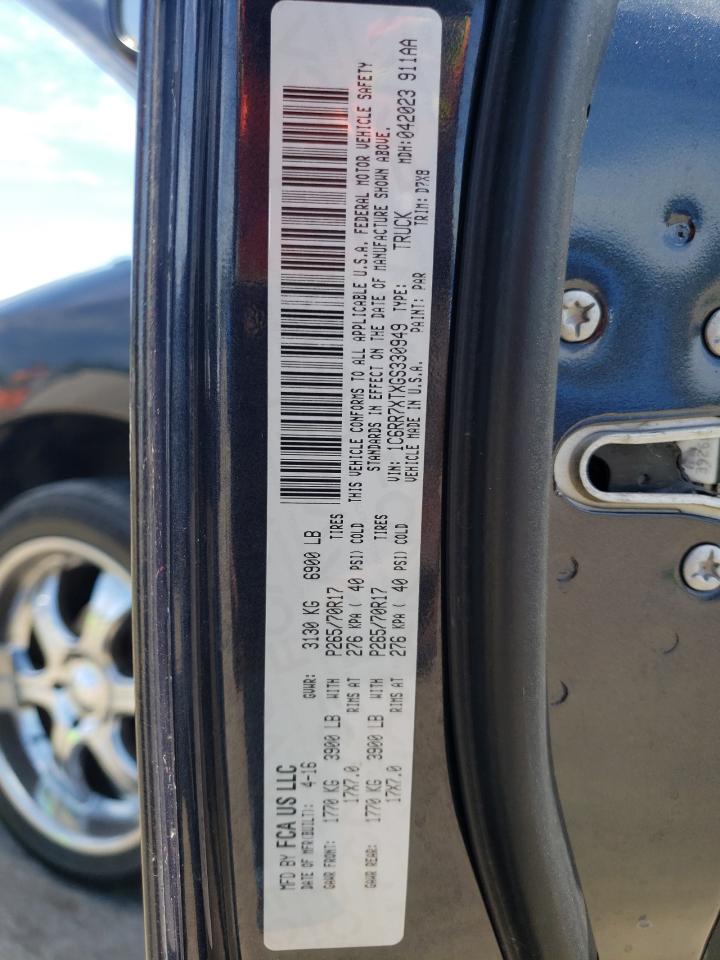 MFD BY FCA US LLC
DATE OF MFR(BUILT): 4-16 GVWR: 3130 KG 6900 LB
GAWR FRONT: 1770 KG 3900 LB WITH P265/70R17 TIRES
17X7.0 RIMS AT 276 KPA ( 40 PSI) COLD
GAWR REAR: 1770 KG 3900 LB WITH P265/70R17 TIRES
17X7.0 RIMS AT 276 KPA ( 40 PSI) COLD
THIS VEHICLE CONFORMS TO ALL APPLICABLE U.S.A. FEDERAL MOTOR VEHICLE SAFETY
STANDARDS IN EFFECT ON THE DATE OF MANUFACTURE SHOWN ABOVE.
VIN: 1C6RR7XTXGS330949 TYPE: TRUCK MDH:042023 911AA
VEHICLE MADE IN U.S.A. PAINT: PAR TRIM: D7X8